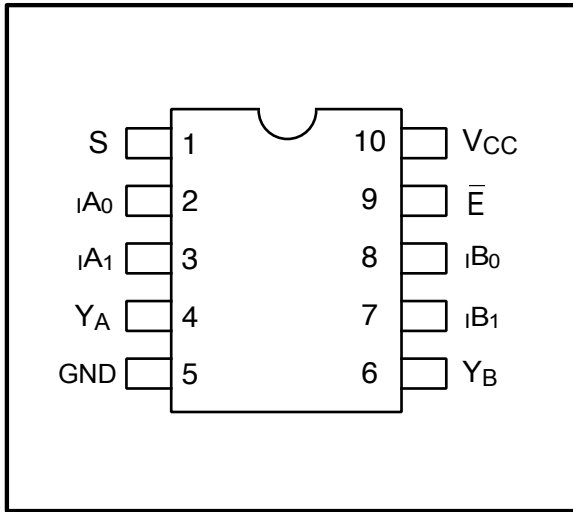 S 1 10 VCC
IA0 2 9 E̅
IA1 3 8 IB0
YA 4 7 IB1
GND 5 6 YB